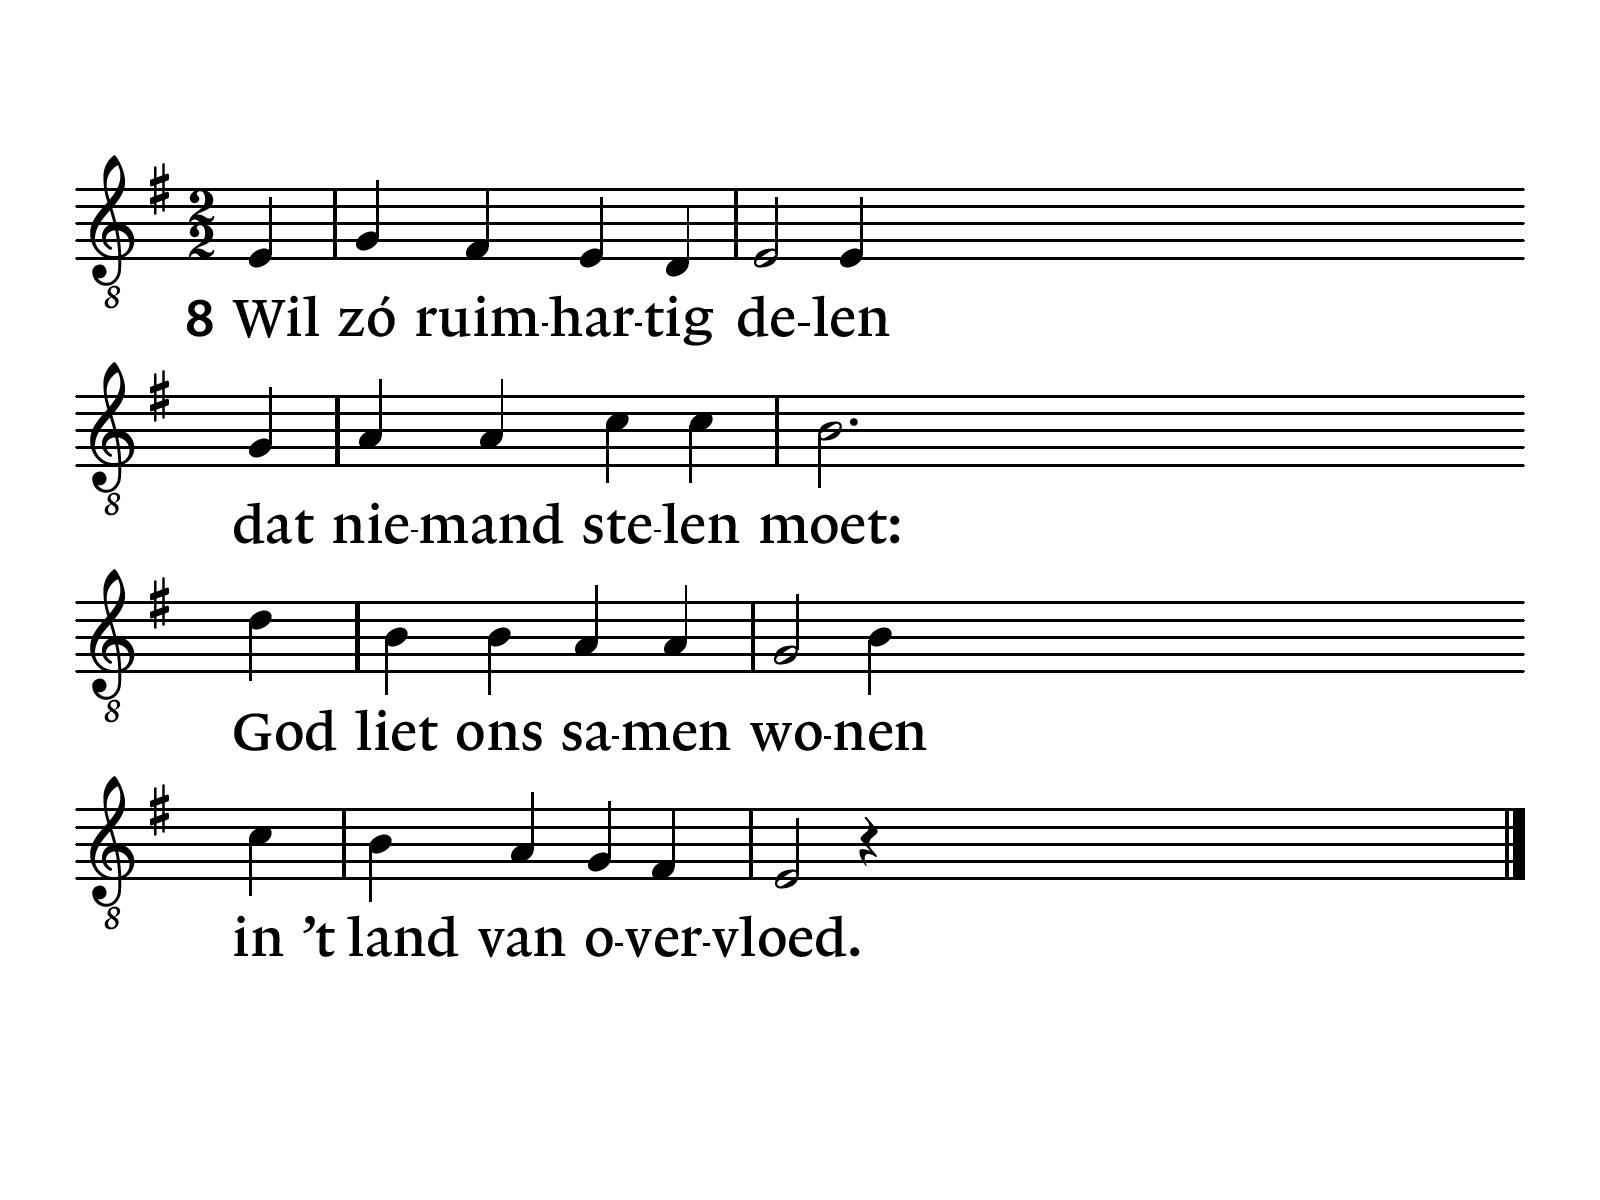 8 Wil zó ruim-har-tig de-len
dat nie-mand ste-len moet:
God liet ons sa-men wo-nen
in ’t land van o-ver-vloed.